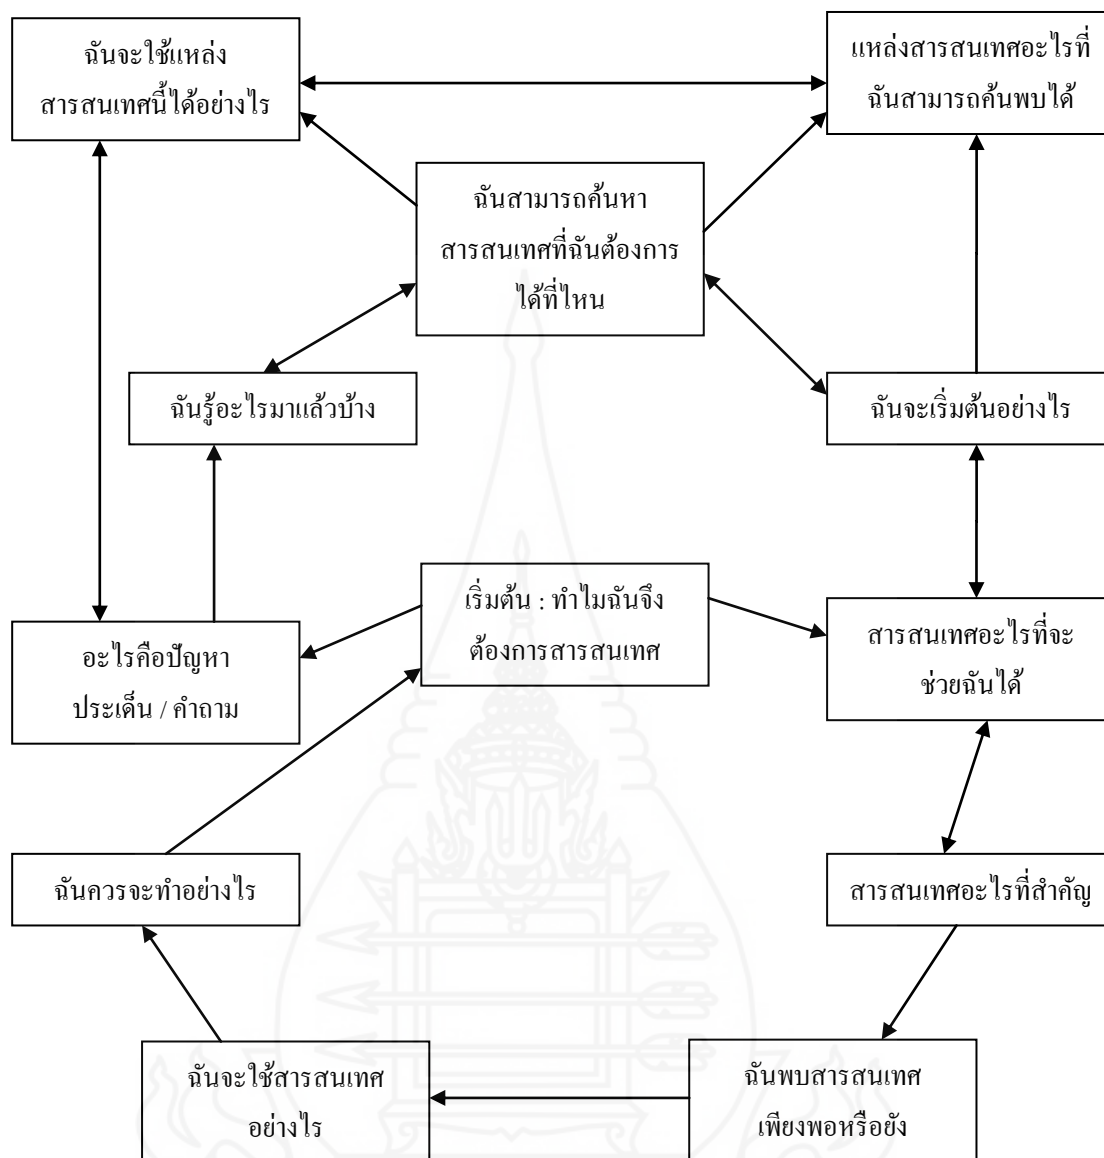 ฉันจะใช้แหล่ง
สารสนเทศนี้ได้อย่างไร
แหล่งสารสนเทศอะไรที่
ฉันสามารถค้นพบได้
ฉันสามารถค้นหา
สารสนเทศที่ฉันต้องการ
ได้ที่ไหน
ฉันรู้อะไรมาแล้วบ้าง
ฉันจะเริ่มต้นอย่างไร
เริ่มต้น : ทำไมฉันจึง
ต้องการสารสนเทศ
อะไรคือปัญหา
ประเด็น / คำถาม
สารสนเทศอะไรที่จะ
ช่วยฉันได้
ฉันควรจะทำอย่างไร
สารสนเทศอะไรที่สำคัญ
ฉันจะใช้สารสนเทศ
อย่างไร
ฉันพบสารสนเทศ
เพียงพอหรือยัง